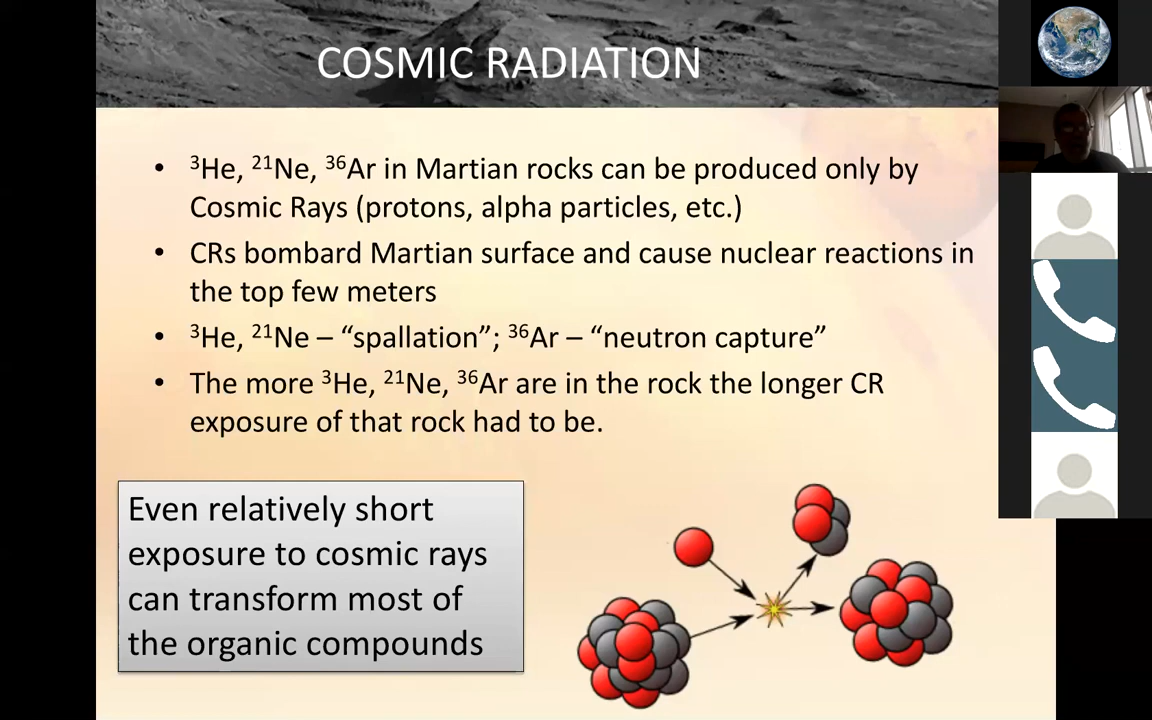 COSMIC RADIATION
• ³He, ²¹Ne, ³⁶Ar in Martian rocks can be produced only by
Cosmic Rays (protons, alpha particles, etc.)
• CRs bombard Martian surface and cause nuclear reactions in
the top few meters
• ³He, ²¹Ne – “spallation”; ³⁶Ar – “neutron capture”
• The more ³He, ²¹Ne, ³⁶Ar are in the rock the longer CR
exposure of that rock had to be.
Even relatively short
exposure to cosmic rays
can transform most of
the organic compounds